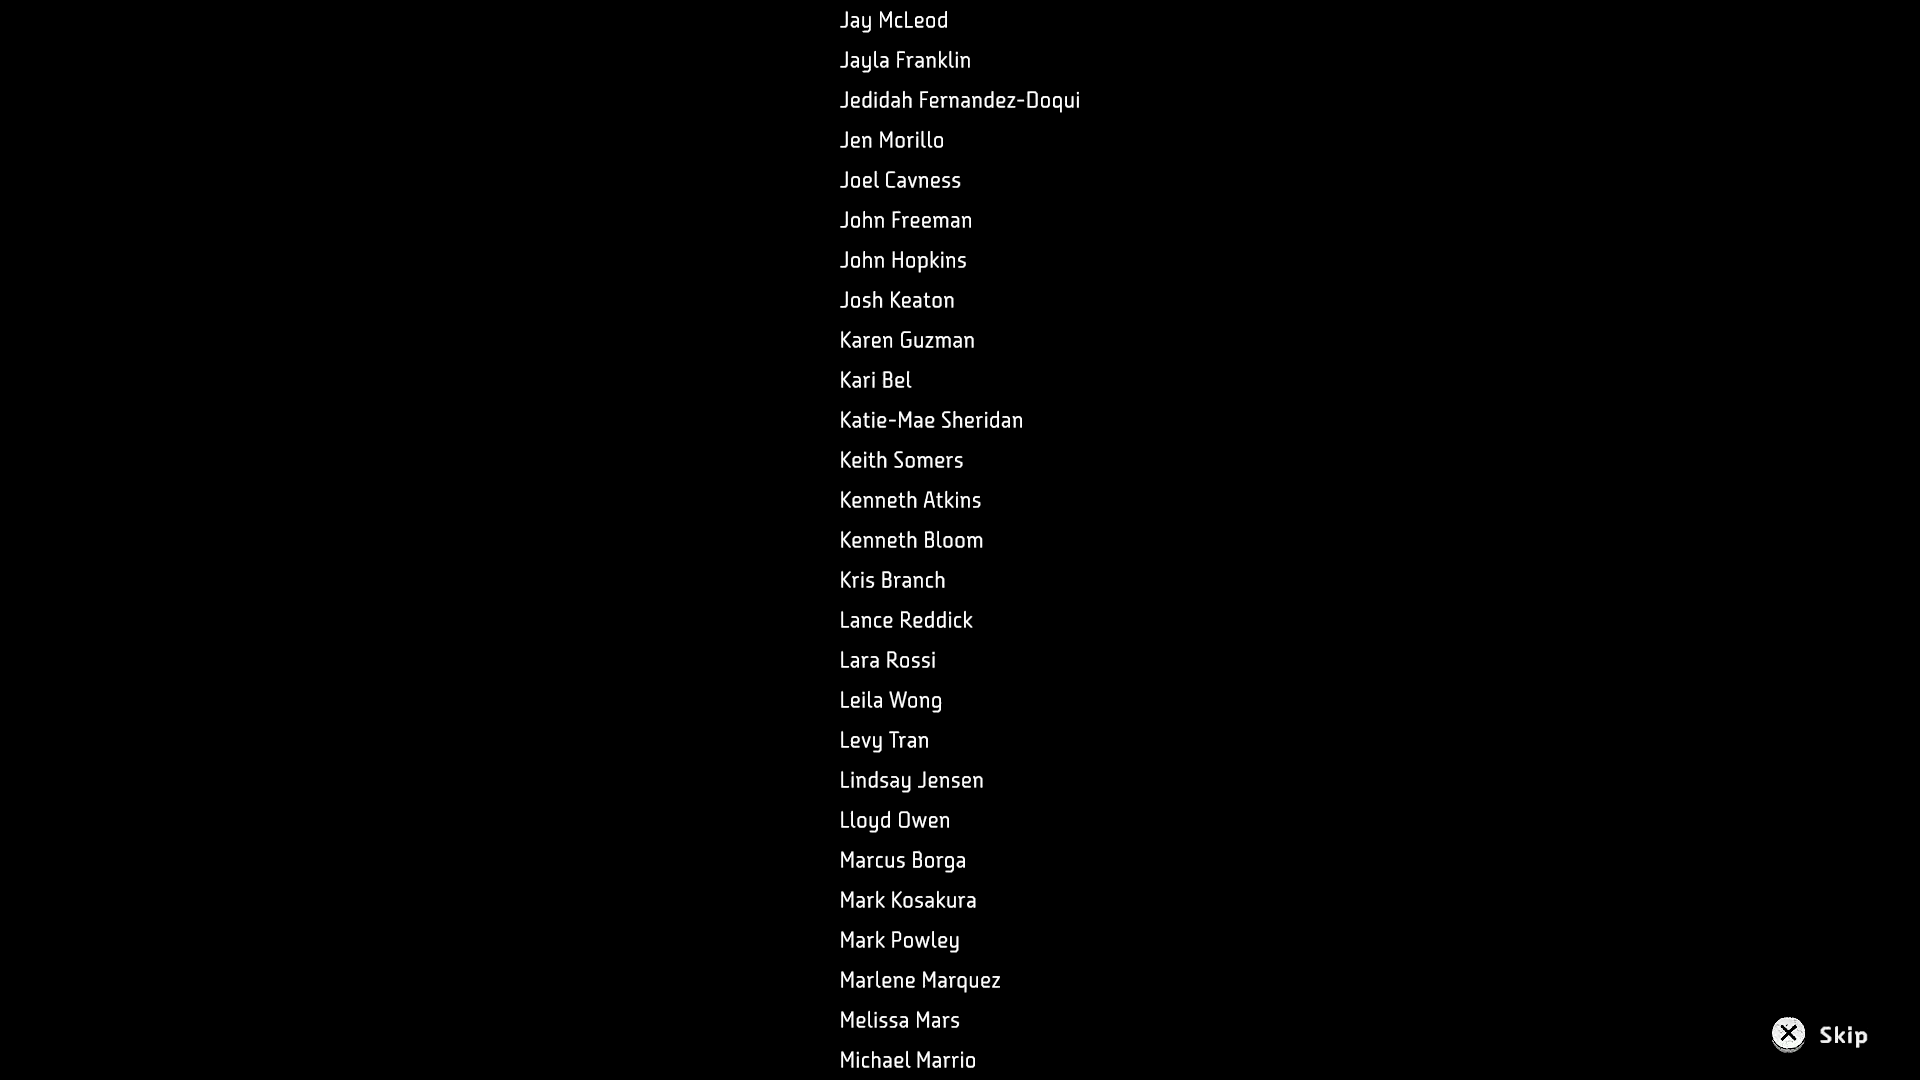 Jay McLeod
Jayla Franklin
Jedidah Fernandez-Doqui
Jen Morillo
Joel Cavness
John Freeman
John Hopkins
Josh Keaton
Karen Guzman
Kari Bel
Katie-Mae Sheridan
Keith Somers
Kenneth Atkins
Kenneth Bloom
Kris Branch
Lance Reddick
Lara Rossi
Leila Wong
Levy Tran
Lindsay Jensen
Lloyd Owen
Marcus Borga
Mark Kosakura
Mark Powley
Marlene Marquez
Melissa Mars
Skip
Michael Marrio